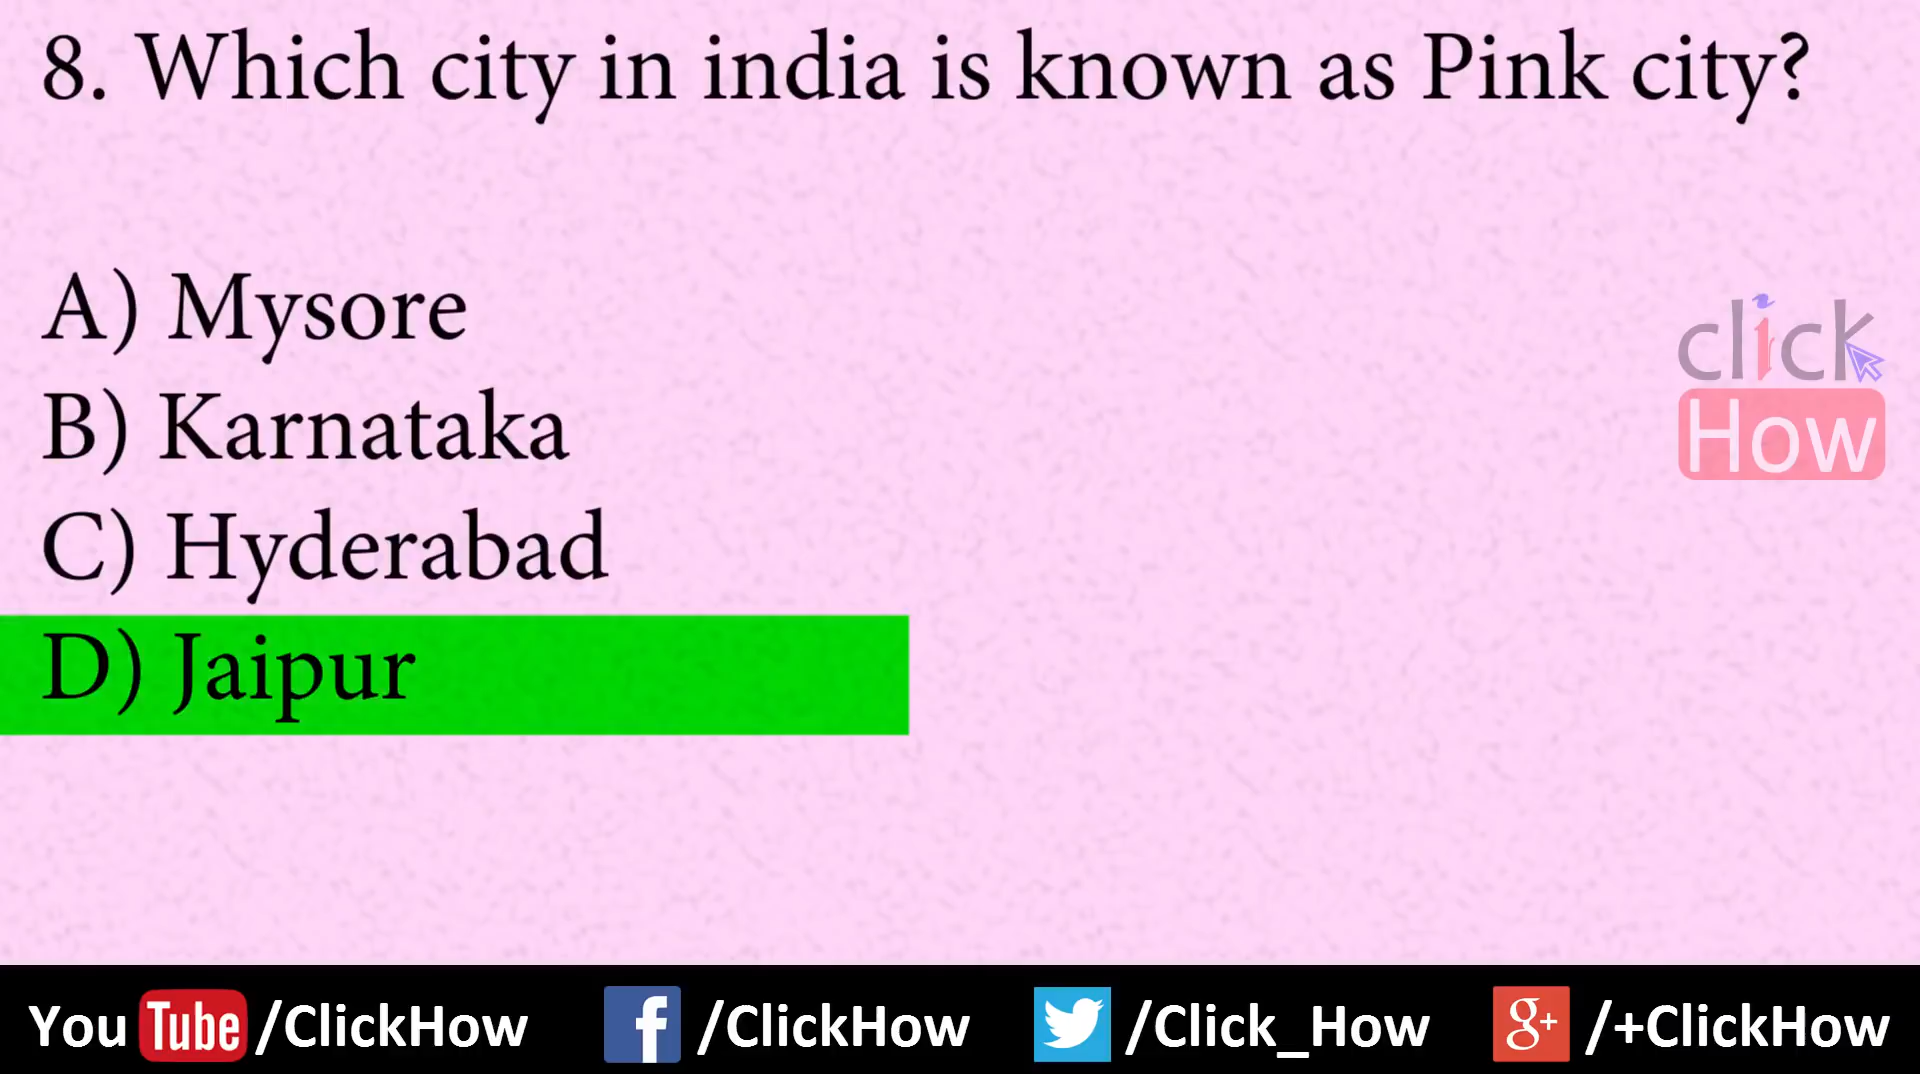 8. Which city in india is known as Pink city?
A) Mysore
B) Karnataka
C) Hyderabad
D) Jaipur
click
How
You Tube /ClickHow f /ClickHow /Click_How g+ /+ClickHow